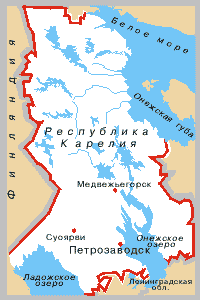 Белое море
Онежская губа
Финляндия
Республика
Карелия
Медвежьегорск
Суоярви
Петрозаводск
Онежское
озеро
Ладожское
озеро
Ленинградская
обл.